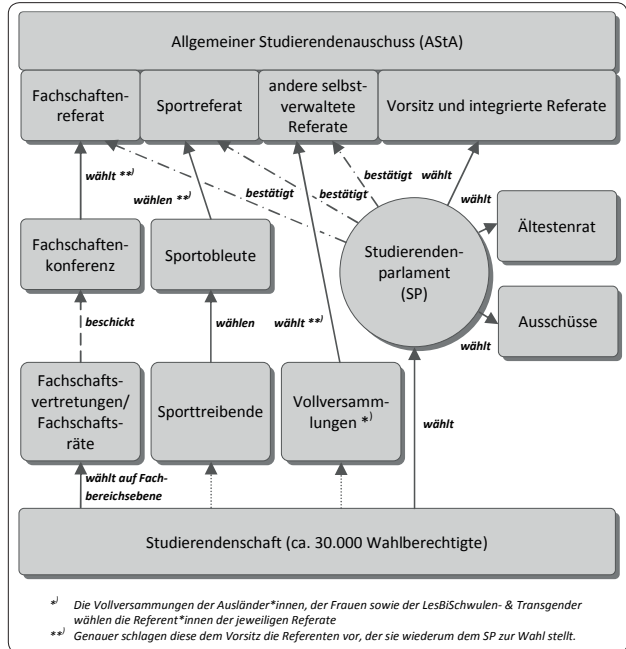 Allgemeiner Studierendenauschuss (AStA)
Fachschaften-
referat
Sportreferat
andere selbst-
verwaltete
Referate
Vorsitz und integrierte Referate
wählt **)
wählen **)
bestätigt
bestätigt
bestätigt
wählt
wählt
Fachschaften-
konferenz
Sportobleute
Studierenden-
parlament
(SP)
Ältestenrat
Ausschüsse
wählt
beschickt
wählen
wählt **)
Fachschafts-
vertretungen/
Fachschafts-
räte
Sporttreibende
Vollversamm-
lungen *)
wählt
wählt auf Fach-
bereichsebene
Studierendenschaft (ca. 30.000 Wahlberechtigte)
*) Die Vollversammungen der Ausländer*innen, der Frauen sowie der LesBiSchwulen- & Transgender
wählen die Referent*innen der jeweiligen Referate
**) Genauer schlagen diese dem Vorsitz die Referenten vor, der sie wiederum dem SP zur Wahl stellt.